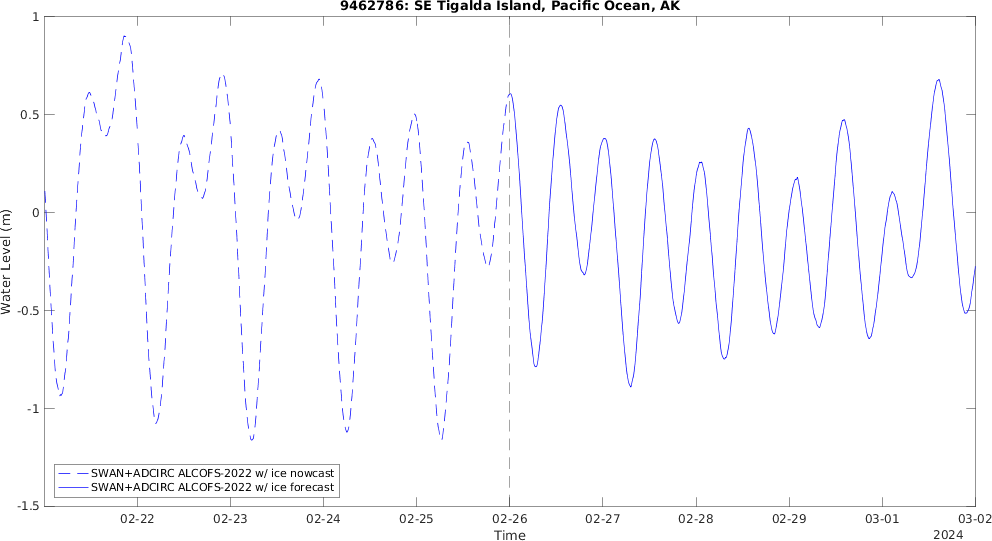 9462786: SE Tigalda Island, Pacific Ocean, AK
1
0.5
0
-0.5
-1
-1.5
Water Level (m)
SWAN+ADCIRC ALCOFS-2022 w/ ice nowcast
SWAN+ADCIRC ALCOFS-2022 w/ ice forecast
02-22 02-23 02-24 02-25 02-26 02-27 02-28 02-29 03-01 03-02
Time
2024